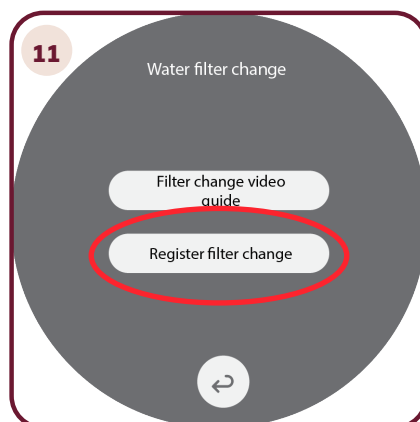 11
Water filter change
Filter change video
guide
Register filter change